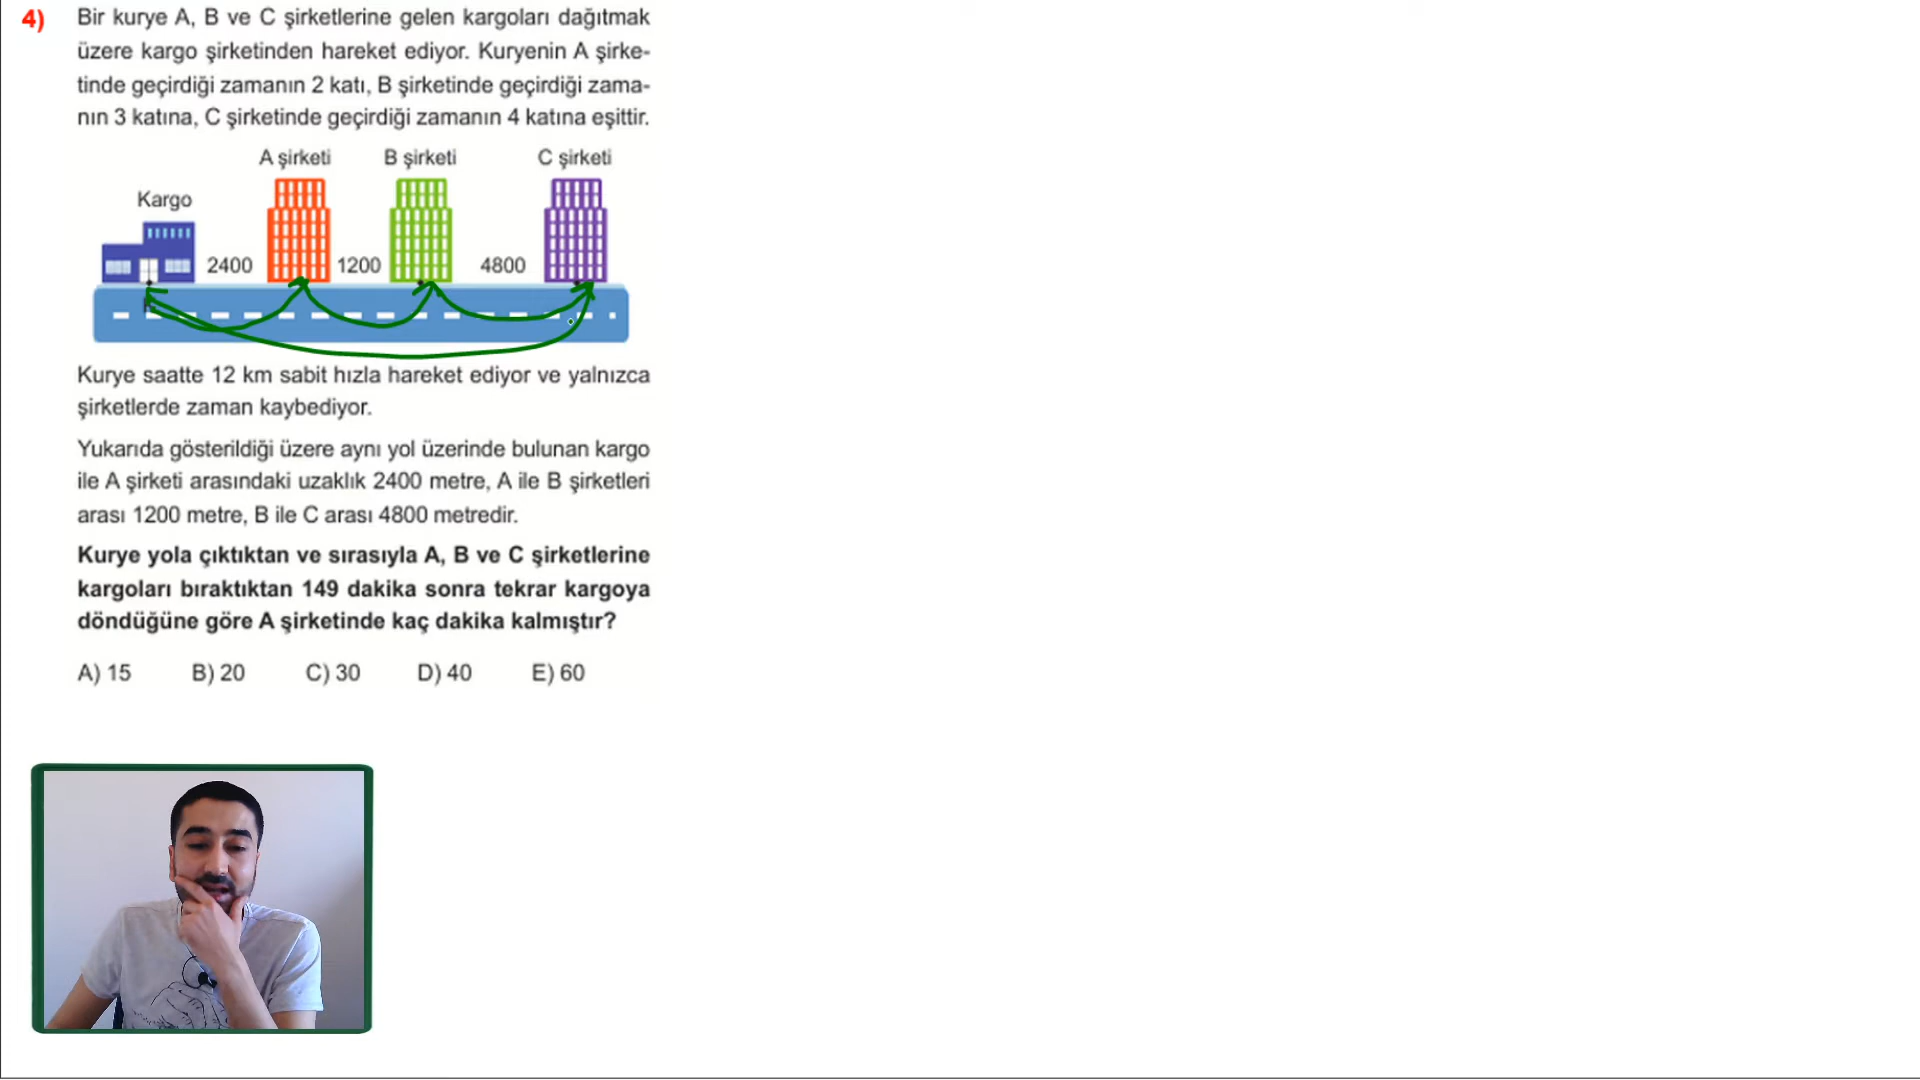 4) Bir kurye A, B ve C şirketlerine gelen kargoları dağıtmak
üzere kargo şirketinden hareket ediyor. Kuryenin A şirke-
tinde geçirdiği zamanın 2 katı, B şirketinde geçirdiği zama-
nın 3 katına, C şirketinde geçirdiği zamanın 4 katına eşittir.
A şirketi B şirketi C şirketi
Kargo
2400 1200 4800
Kurye saatte 12 km sabit hızla hareket ediyor ve yalnızca
şirketlerde zaman kaybediyor.
Yukarıda gösterildiği üzere aynı yol üzerinde bulunan kargo
ile A şirketi arasındaki uzaklık 2400 metre, A ile B şirketleri
arası 1200 metre, B ile C arası 4800 metredir.
Kurye yola çıktıktan ve sırasıyla A, B ve C şirketlerine
kargoları bıraktıktan 149 dakika sonra tekrar kargoya
döndüğüne göre A şirketinde kaç dakika kalmıştır?
A) 15 B) 20 C) 30 D) 40 E) 60